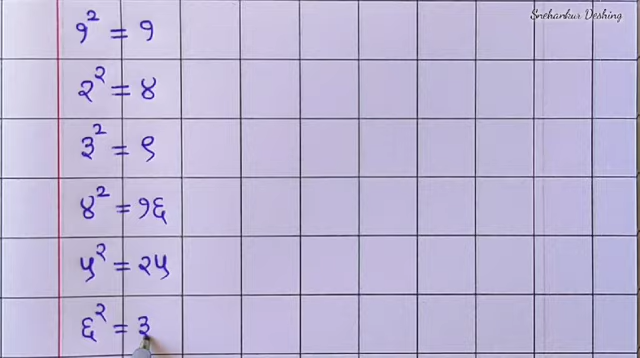 Snehankur Deshing
१² = १
२² = ४
३² = ९
४² = १६
५² = २५
६² = ३